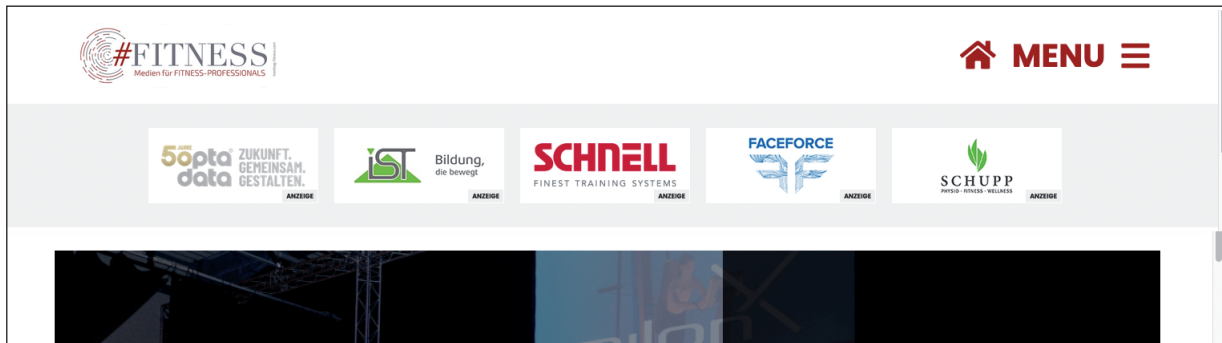 #FITNESS
Medien für FITNESS-PROFESSIONALS
MENU
50 JAHRE
opta data
ZUKUNFT.
GEMEINSAM.
GESTALTEN.
ANZEIGE
iST
Bildung,
die bewegt
ANZEIGE
SCHNELL
FINEST TRAINING SYSTEMS
ANZEIGE
FACEFORCE
ANZEIGE
SCHUPP
PHYSIO - FITNESS - WELLNESS
ANZEIGE